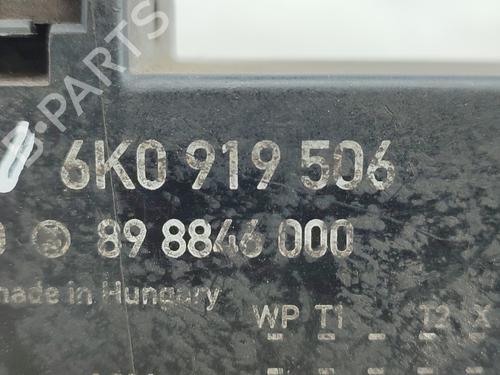 B-PARTS
6K0 919 506
89 8846 000
made in Hungary
WP T1 T2 X